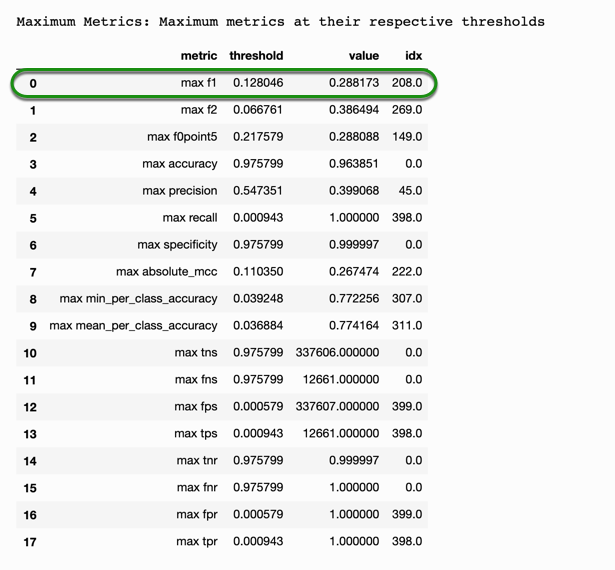 Maximum Metrics: Maximum metrics at their respective thresholds
metric threshold value idx
0 max f1 0.128046 0.288173 208.0
1 max f2 0.066761 0.386494 269.0
2 max f0point5 0.217579 0.288088 149.0
3 max accuracy 0.975799 0.963851 0.0
4 max precision 0.547351 0.399068 45.0
5 max recall 0.000943 1.000000 398.0
6 max specificity 0.975799 0.999997 0.0
7 max absolute_mcc 0.110350 0.267474 222.0
8 max min_per_class_accuracy 0.039248 0.772256 307.0
9 max mean_per_class_accuracy 0.036884 0.774164 311.0
10 max tns 0.975799 337606.000000 0.0
11 max fns 0.975799 12661.000000 0.0
12 max fps 0.000579 337607.000000 399.0
13 max tps 0.000943 12661.000000 398.0
14 max tnr 0.975799 0.999997 0.0
15 max fnr 0.975799 1.000000 0.0
16 max fpr 0.000579 1.000000 399.0
17 max tpr 0.000943 1.000000 398.0